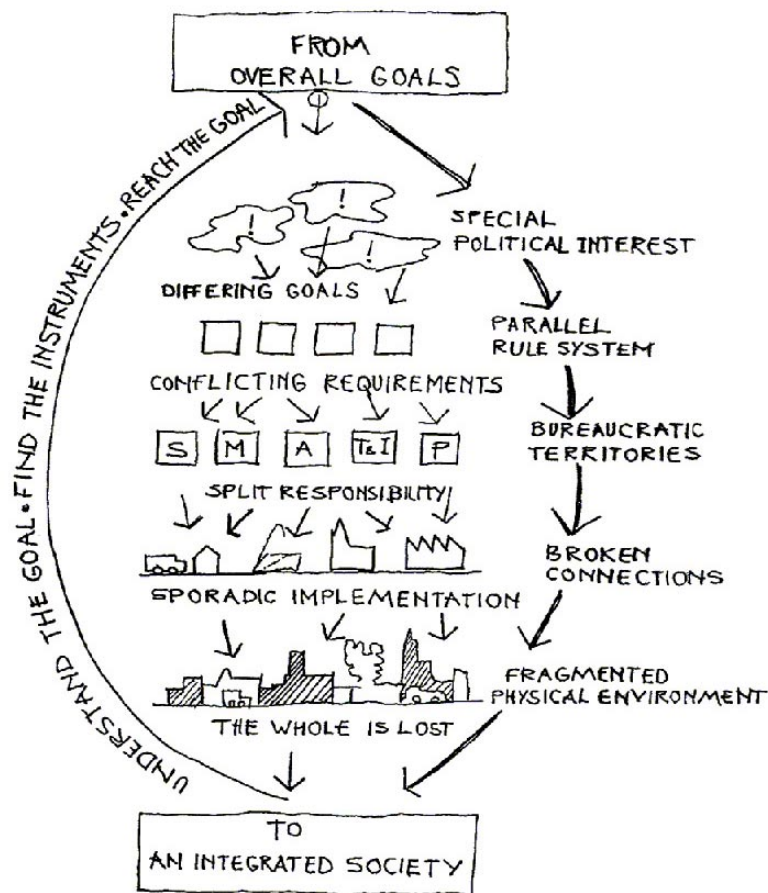 FROM
OVERALL GOALS
! ! !
SPECIAL
POLITICAL INTEREST
DIFFERING GOALS
PARALLEL
RULE SYSTEM
CONFLICTING REQUIREMENTS
S M A T&I P
BUREAUCRATIC
TERRITORIES
SPLIT RESPONSIBILITY
BROKEN
CONNECTIONS
SPORADIC IMPLEMENTATION
FRAGMENTED
PHYSICAL ENVIRONMENT
THE WHOLE IS LOST
TO
AN INTEGRATED SOCIETY
UNDERSTAND THE GOAL • FIND THE INSTRUMENTS • REACH THE GOAL